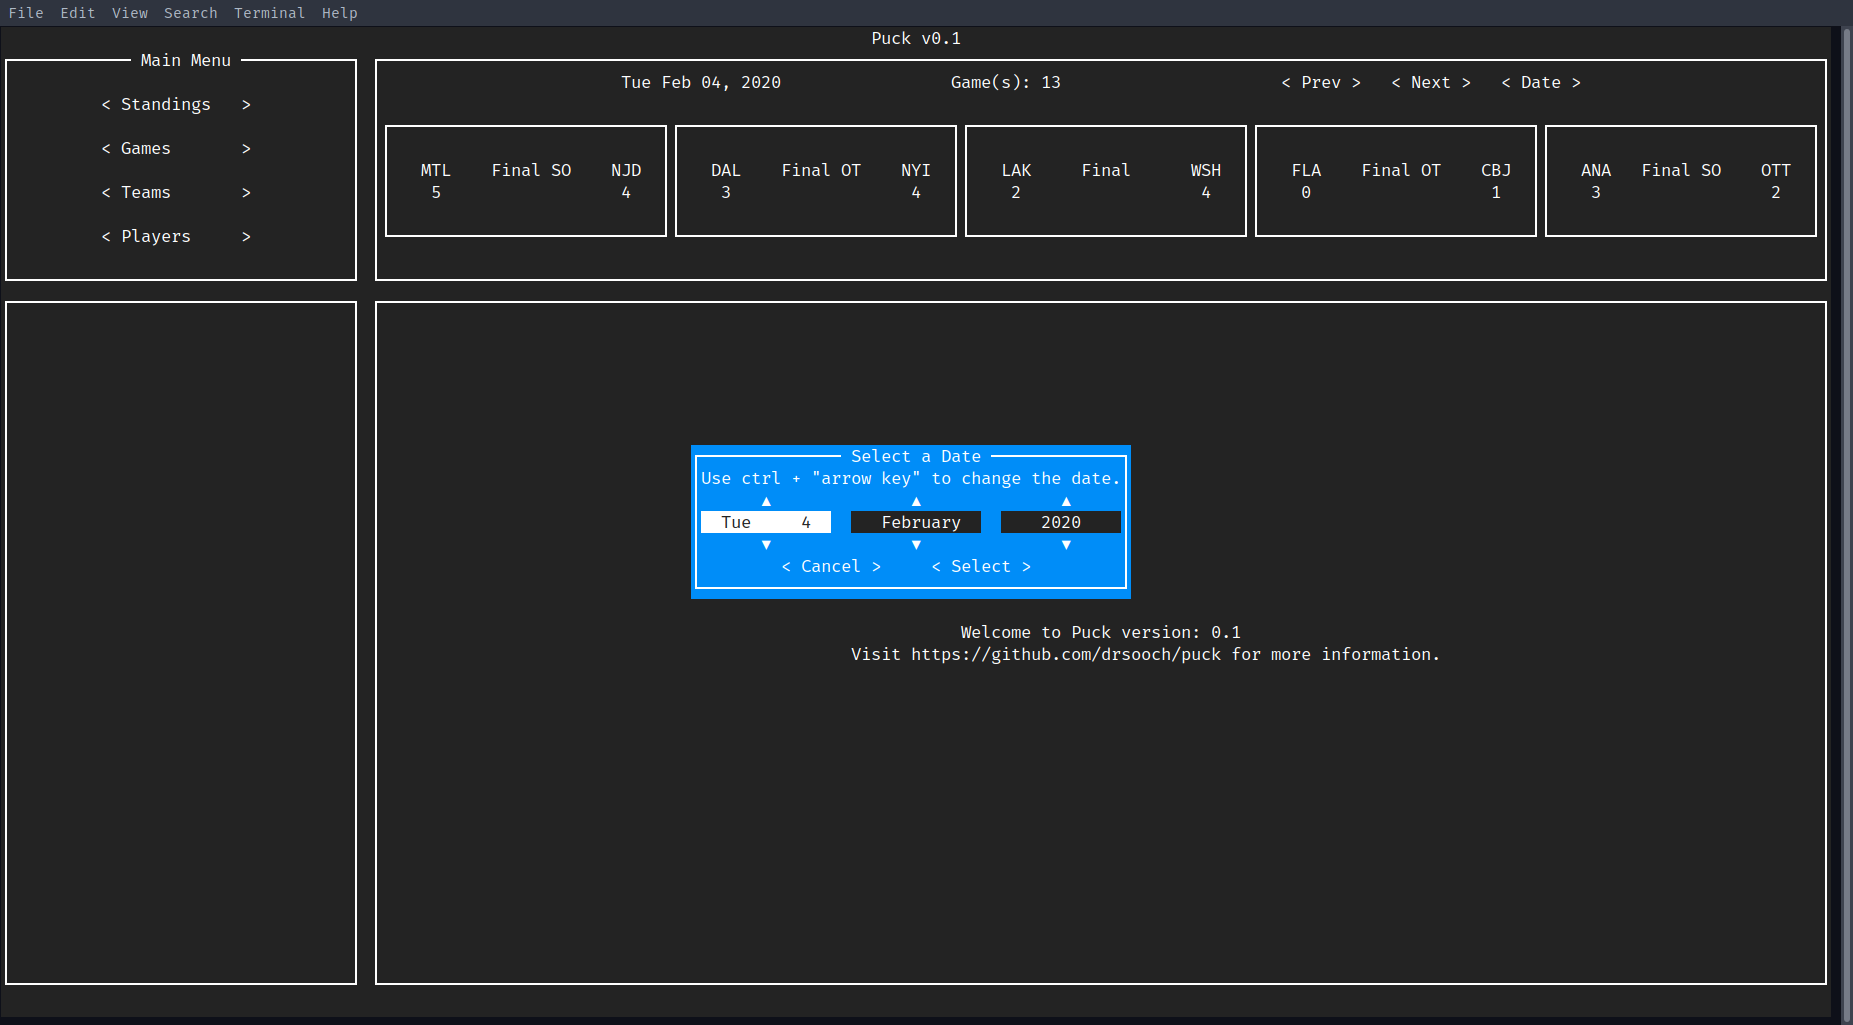 File Edit View Search Terminal Help
Puck v0.1
Main Menu
< Standings >
< Games >
< Teams >
< Players >
Tue Feb 04, 2020 Game(s): 13 < Prev > < Next > < Date >
MTL Final SO NJD DAL Final OT NYI LAK Final WSH FLA Final OT CBJ ANA Final SO OTT
5 4 3 4 2 4 0 1 3 2
Select a Date
Use ctrl + "arrow key" to change the date.
▲ ▲ ▲
Tue 4 February 2020
▼ ▼ ▼
< Cancel > < Select >
Welcome to Puck version: 0.1
Visit https://github.com/drsooch/puck for more information.